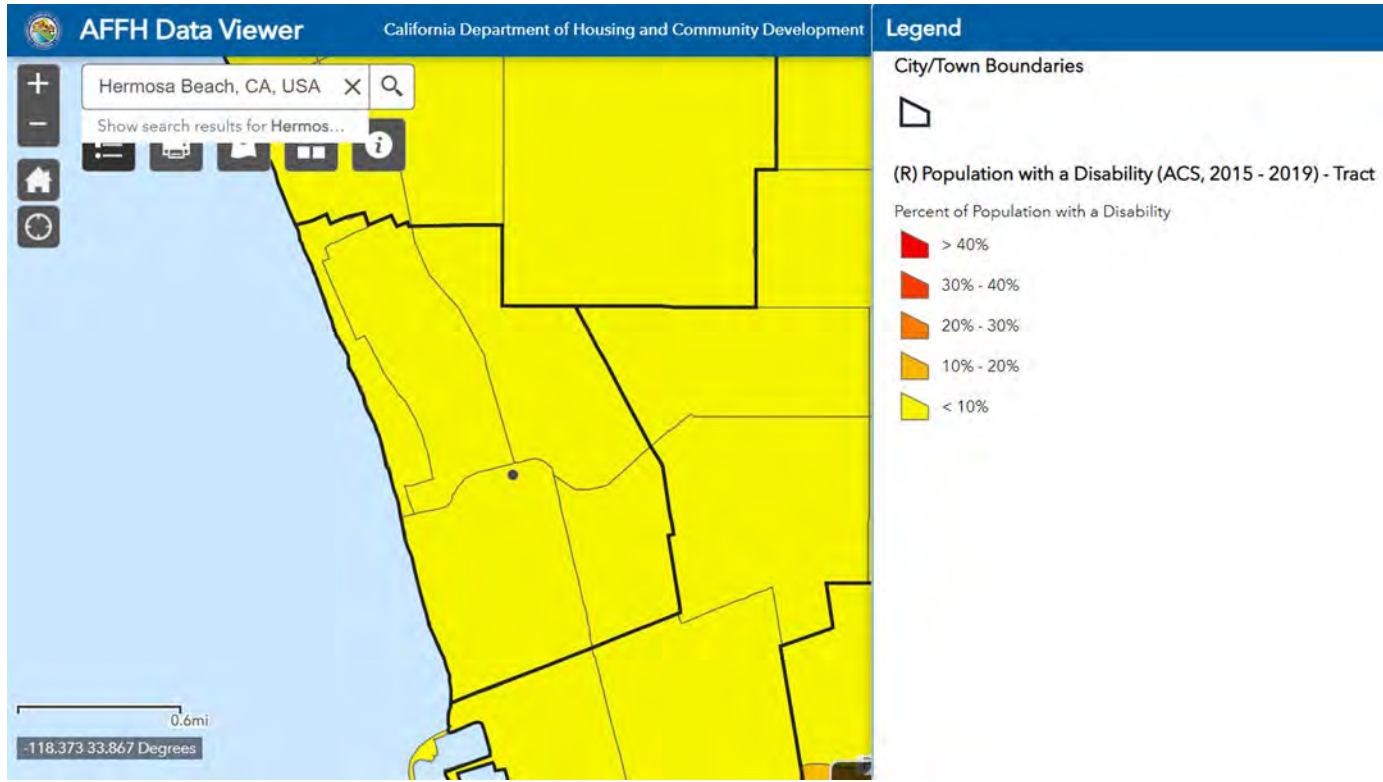 AFFH Data Viewer
California Department of Housing and Community Development
Hermosa Beach, CA, USA
Show search results for Hermos...
0.6mi
-118.373 33.867 Degrees
Legend
City/Town Boundaries
(R) Population with a Disability (ACS, 2015 - 2019) - Tract
Percent of Population with a Disability
> 40%
30% - 40%
20% - 30%
10% - 20%
< 10%